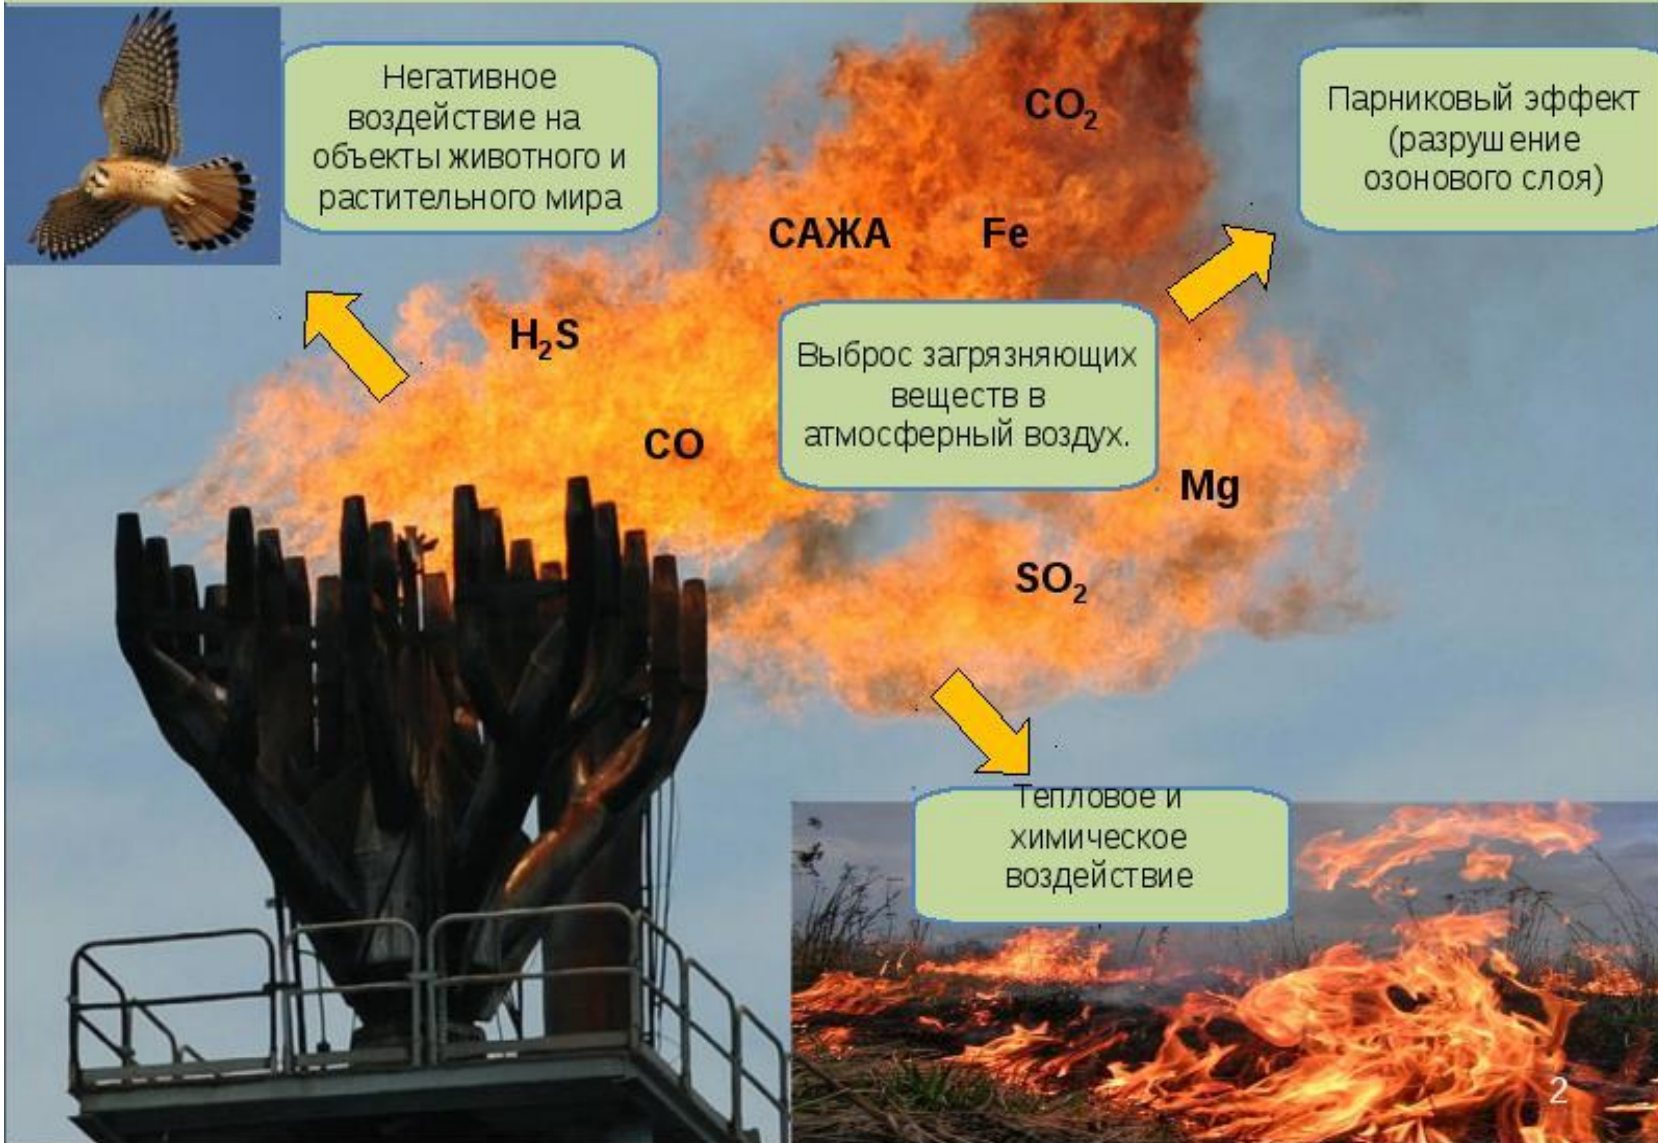 Негативное
воздействие на
объекты животного и
растительного мира
CO₂
Парниковый эффект
(разрушение
озонового слоя)
САЖА
Fe
H₂S
Выброс загрязняющих
веществ в
атмосферный воздух.
CO
Mg
SO₂
Тепловое и
химическое
воздействие
2